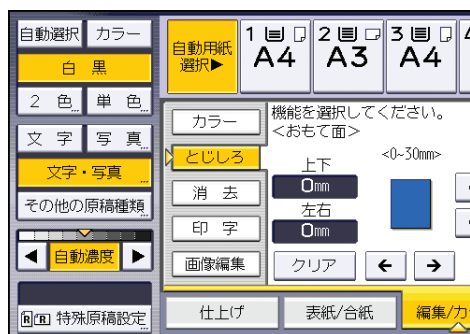 自動選択 カラー
白 黒
2 色 単 色
文 字 写 真
文字・写真
その他の原稿種類
◀ 自動濃度 ▶
特殊原稿設定
自動用紙
選択▶
1 A4
2 A3
3 A4
4
カラー
とじしろ
消 去
印 字
画像編集
機能を選択してください。
<おもて面>
上下
0mm
左右
0mm
<0~30mm>
クリア ← →
仕上げ 表紙/合紙 編集/カ